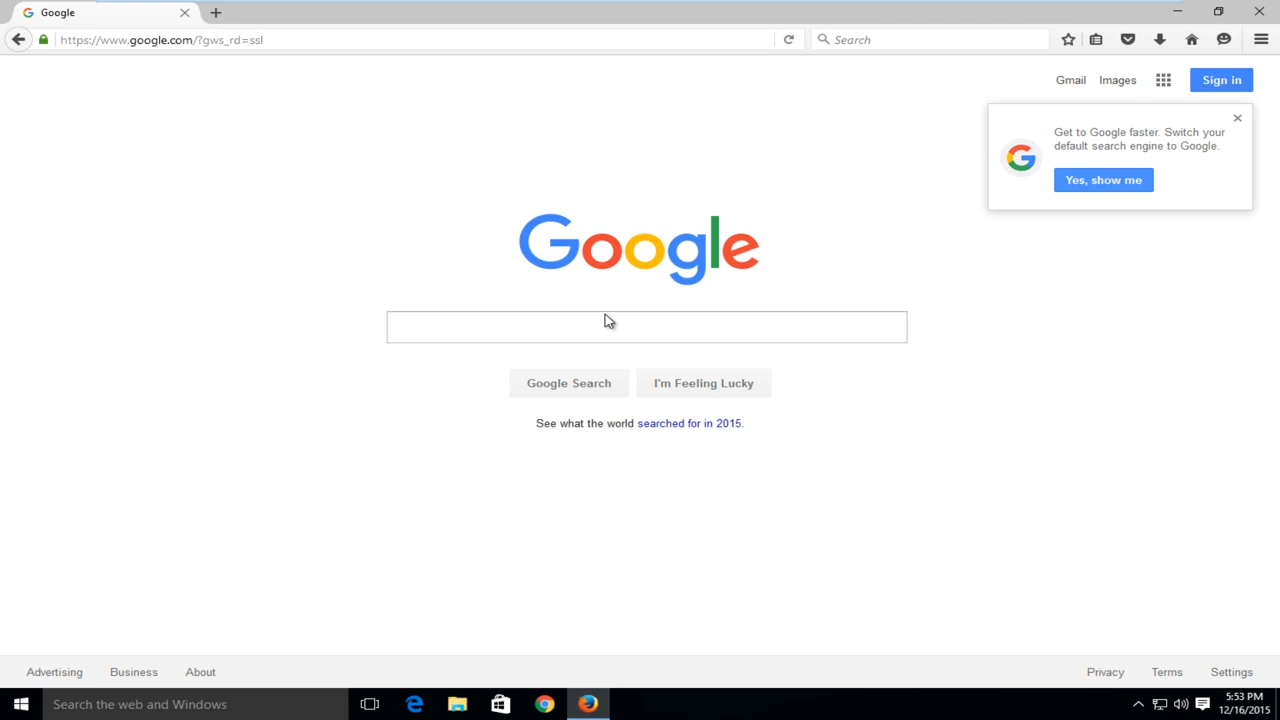 Google
https://www.google.com/?gws_rd=ssl
Search
Gmail Images Sign in
Get to Google faster. Switch your
default search engine to Google.
Yes, show me
Google
Google Search I'm Feeling Lucky
See what the world searched for in 2015.
Advertising Business About Privacy Terms Settings
Search the web and Windows
5:53 PM
12/16/2015